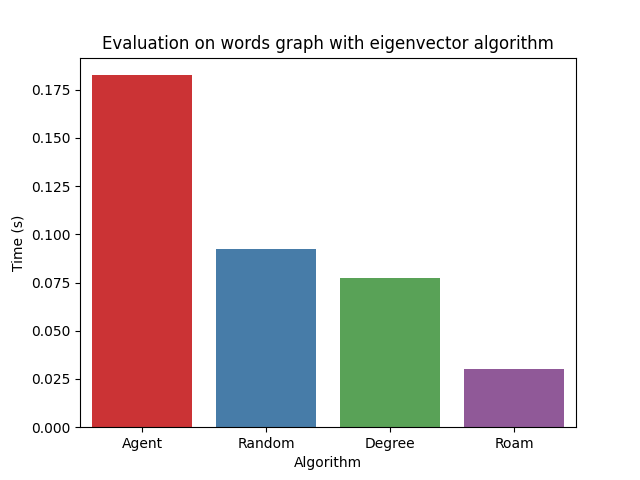 Evaluation on words graph with eigenvector algorithm
0.175
0.150
0.125
0.100
0.075
0.050
0.025
0.000
Time (s)
Agent Random Degree Roam
Algorithm